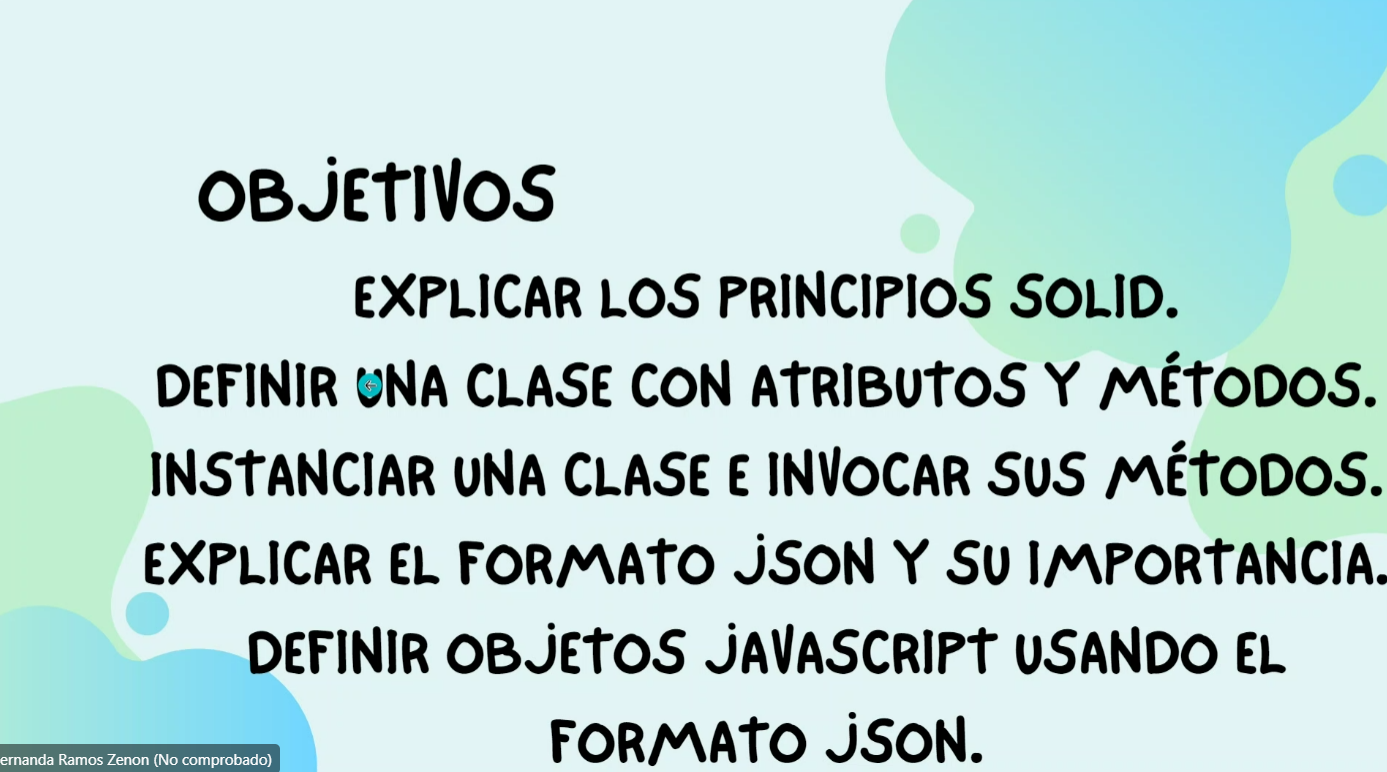 OBJETIVOS
EXPLICAR LOS PRINCIPIOS SOLID.
DEFINIR UNA CLASE CON ATRIBUTOS Y MÉTODOS.
INSTANCIAR UNA CLASE E INVOCAR SUS MÉTODOS.
EXPLICAR EL FORMATO JSON Y SU IMPORTANCIA.
DEFINIR OBJETOS JAVASCRIPT USANDO EL
FORMATO JSON.
ernanda Ramos Zenon (No comprobado)